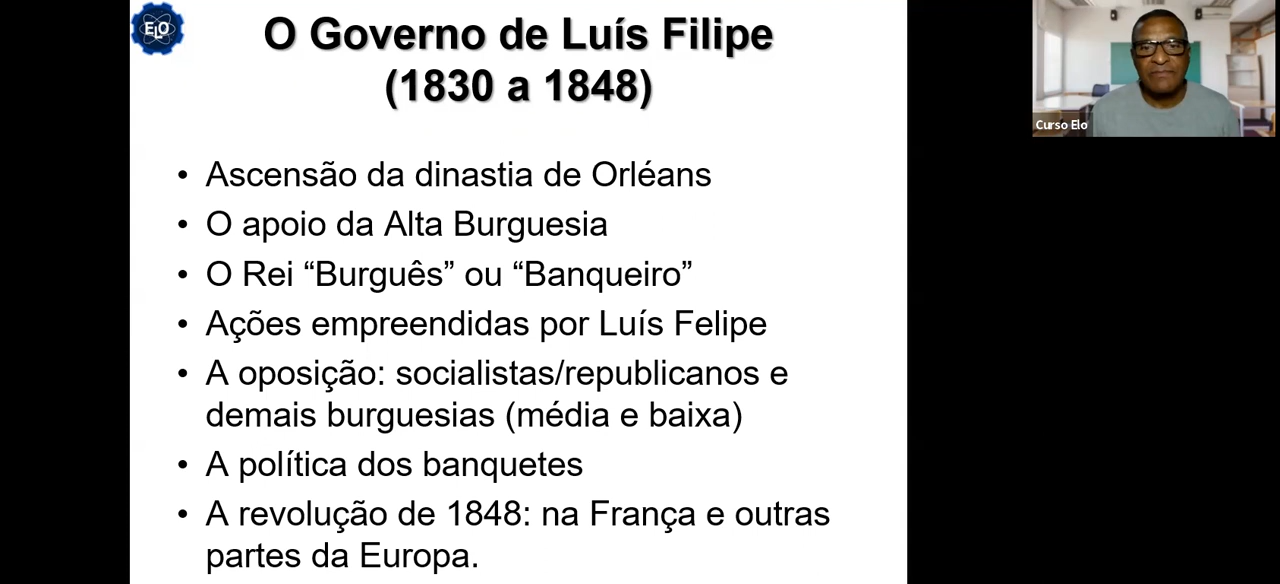 ELO
O Governo de Luís Filipe
(1830 a 1848)
Curso Elo
• Ascensão da dinastia de Orléans
• O apoio da Alta Burguesia
• O Rei “Burguês” ou “Banqueiro”
• Ações empreendidas por Luís Felipe
• A oposição: socialistas/republicanos e
demais burguesias (média e baixa)
• A política dos banquetes
• A revolução de 1848: na França e outras
partes da Europa.